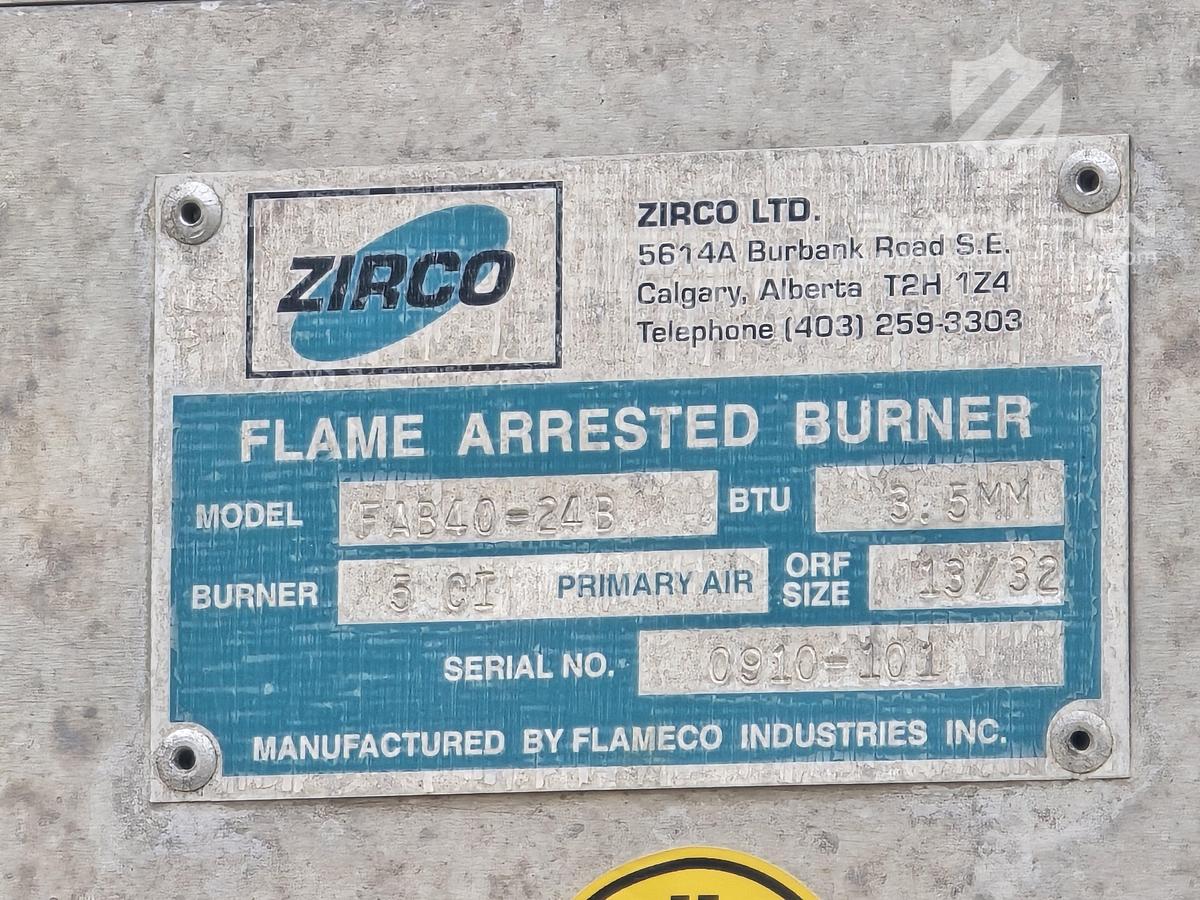 ZIRCO
ZIRCO LTD.
5614A Burbank Road S.E.
Calgary, Alberta T2H 1Z4
Telephone (403) 259-3303
FLAME ARRESTED BURNER
MODEL FAB40-24B BTU 3.5MM
BURNER 5 CI PRIMARY AIR ORF SIZE 13/32
SERIAL NO. 0910-101
MANUFACTURED BY FLAMECO INDUSTRIES INC.